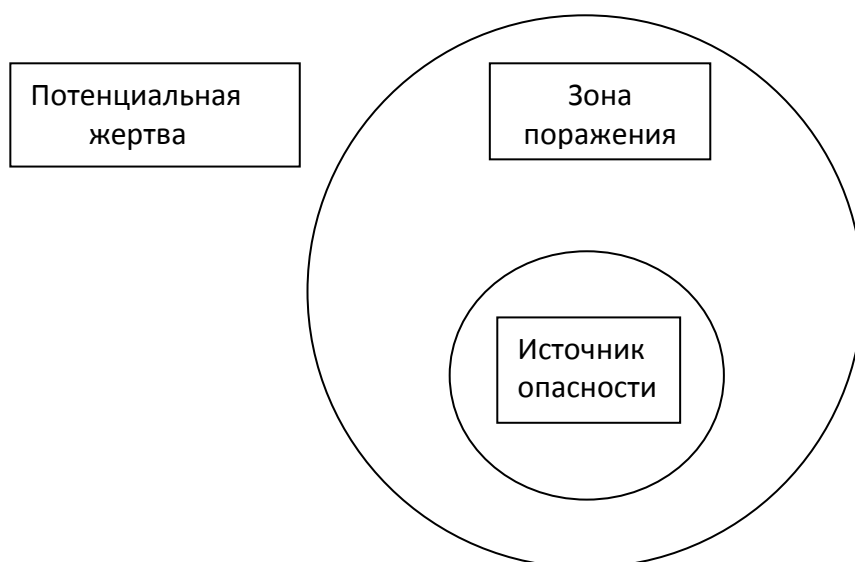 Потенциальная
жертва
Зона
поражения
Источник
опасности